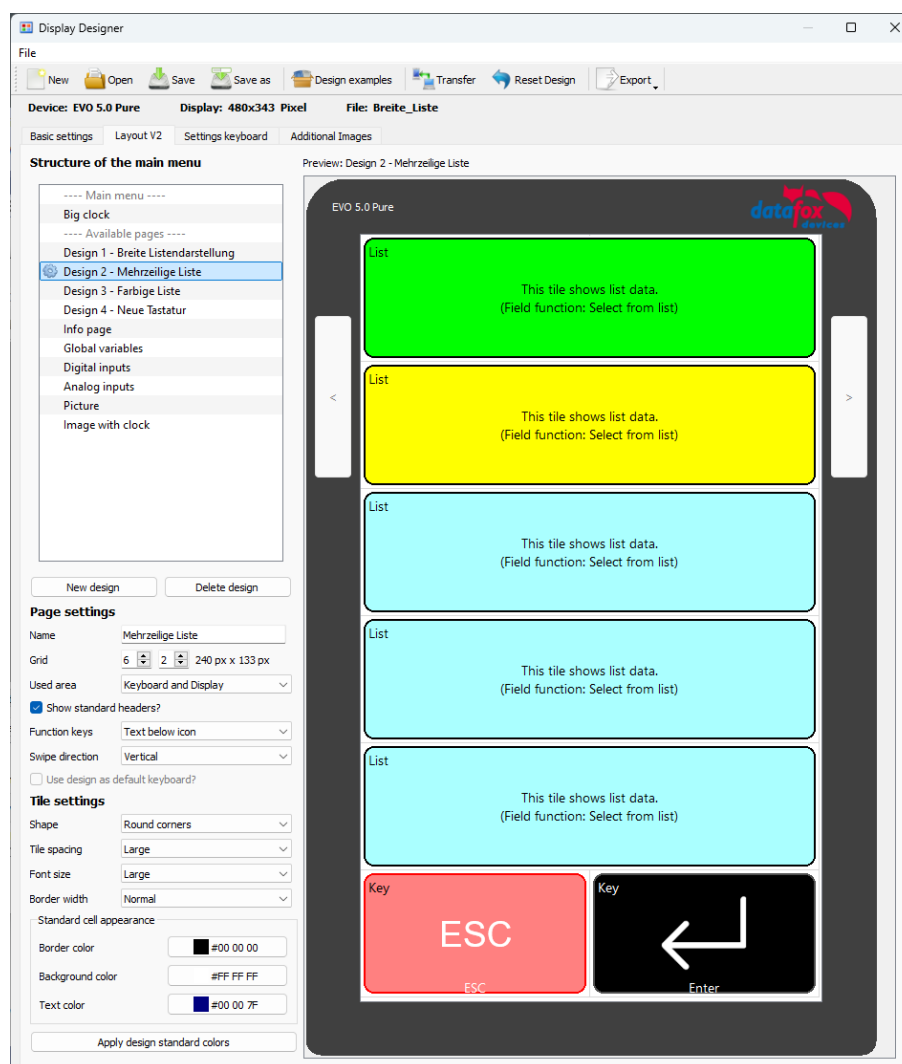 Display Designer
File
New Open Save Save as Design examples Transfer Reset Design Export
Device: EVO 5.0 Pure Display: 480x343 Pixel File: Breite_Liste
Basic settings Layout V2 Settings keyboard Additional Images
Structure of the main menu
---- Main menu ----
Big clock
---- Available pages ----
Design 1 - Breite Listendarstellung
Design 2 - Mehrzeilige Liste
Design 3 - Farbige Liste
Design 4 - Neue Tastatur
Info page
Global variables
Digital inputs
Analog inputs
Picture
Image with clock
New design Delete design
Page settings
Name Mehrzeilige Liste
Grid 6 2 240 px x 133 px
Used area Keyboard and Display
Show standard headers?
Function keys Text below icon
Swipe direction Vertical
Use design as default keyboard?
Tile settings
Shape Round corners
Tile spacing Large
Font size Large
Border width Normal
Standard cell appearance
Border color #00 00 00
Background color #FF FF FF
Text color #00 00 7F
Apply design standard colors
Preview: Design 2 - Mehrzeilige Liste
EVO 5.0 Pure
datafox
devices
List
This tile shows list data.
(Field function: Select from list)
<
>
List
This tile shows list data.
(Field function: Select from list)
List
This tile shows list data.
(Field function: Select from list)
List
This tile shows list data.
(Field function: Select from list)
List
This tile shows list data.
(Field function: Select from list)
Key
ESC
ESC
Key
Enter